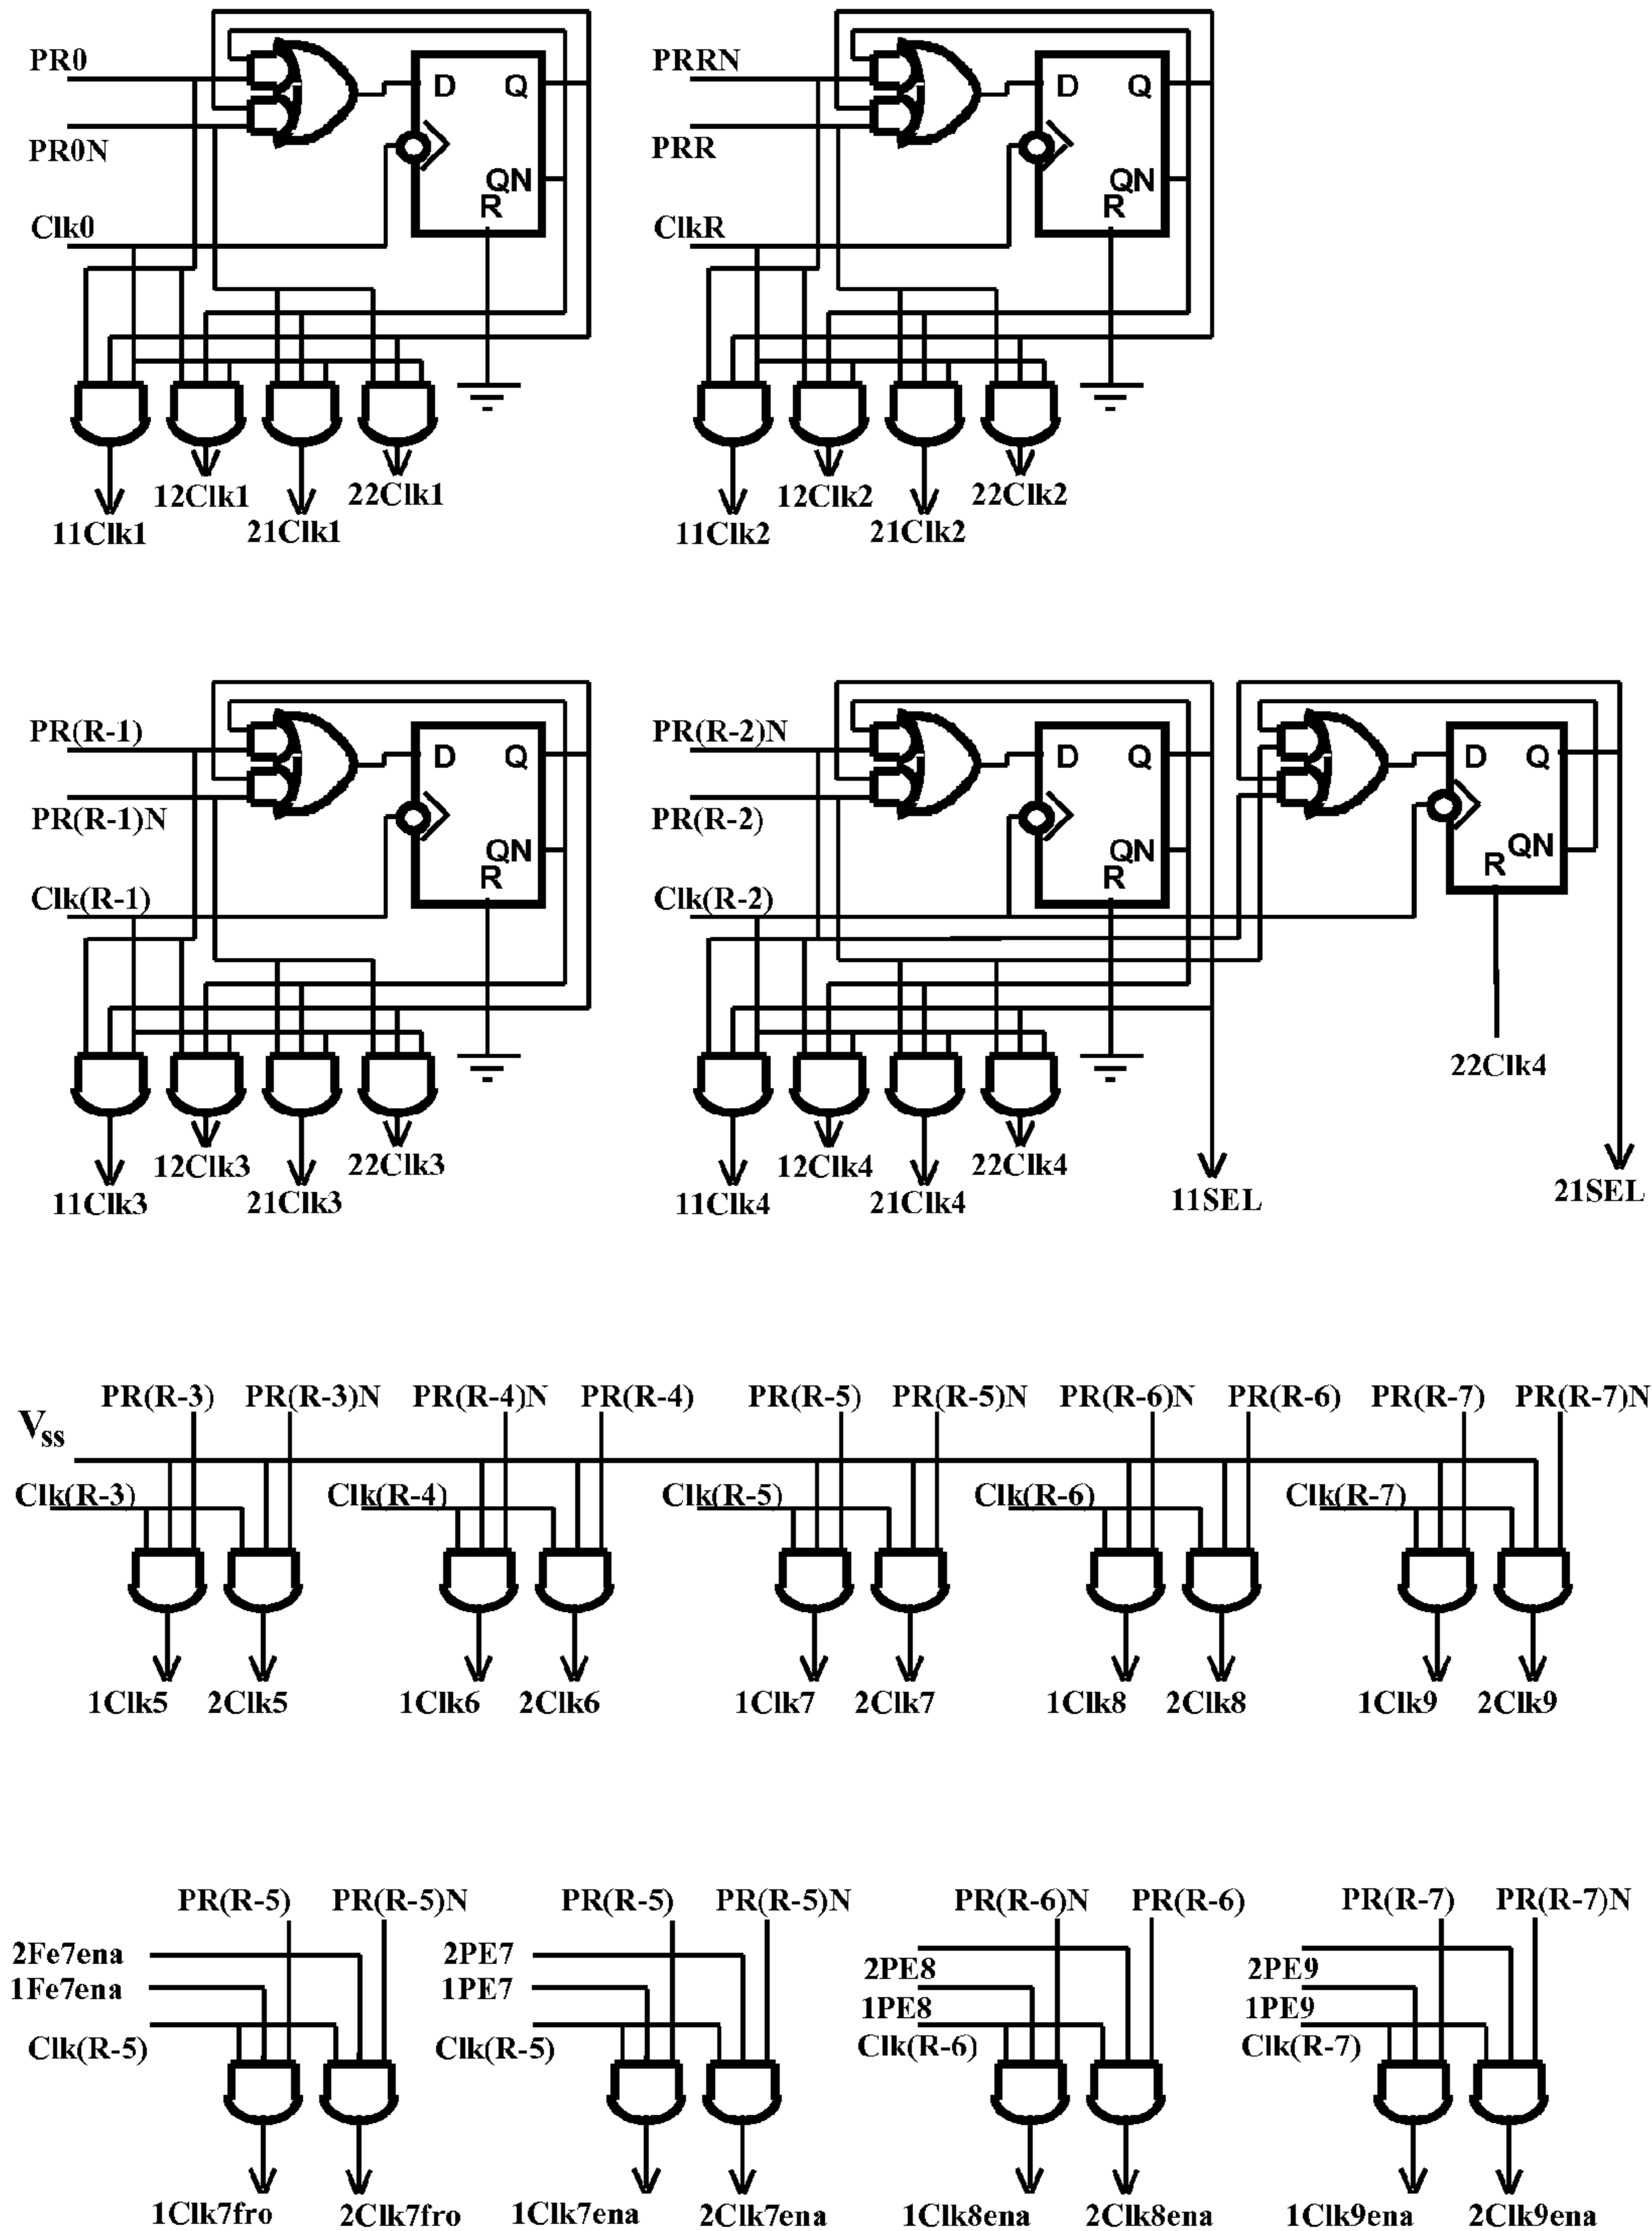 PR0
PR0N
Clk0
D
Q
QN
R
11Clk1
12Clk1
21Clk1
22Clk1
PRRN
PRR
ClkR
D
Q
QN
R
11Clk2
12Clk2
21Clk2
22Clk2
PR(R-1)
PR(R-1)N
Clk(R-1)
D
Q
QN
R
11Clk3
12Clk3
21Clk3
22Clk3
PR(R-2)N
PR(R-2)
Clk(R-2)
D
Q
QN
R
11Clk4
12Clk4
21Clk4
22Clk4
11SEL
D
Q
QN
R
22Clk4
21SEL
Vss
PR(R-3)
PR(R-3)N
PR(R-4)N
PR(R-4)
PR(R-5)
PR(R-5)N
PR(R-6)N
PR(R-6)
PR(R-7)
PR(R-7)N
Clk(R-3)
Clk(R-4)
Clk(R-5)
Clk(R-6)
Clk(R-7)
1Clk5
2Clk5
1Clk6
2Clk6
1Clk7
2Clk7
1Clk8
2Clk8
1Clk9
2Clk9
PR(R-5)
PR(R-5)N
2Fe7ena
1Fe7ena
Clk(R-5)
1Clk7fro
2Clk7fro
PR(R-5)
PR(R-5)N
2PE7
1PE7
Clk(R-5)
1Clk7ena
2Clk7ena
PR(R-6)N
PR(R-6)
2PE8
1PE8
Clk(R-6)
1Clk8ena
2Clk8ena
PR(R-7)
PR(R-7)N
2PE9
1PE9
Clk(R-7)
1Clk9ena
2Clk9ena